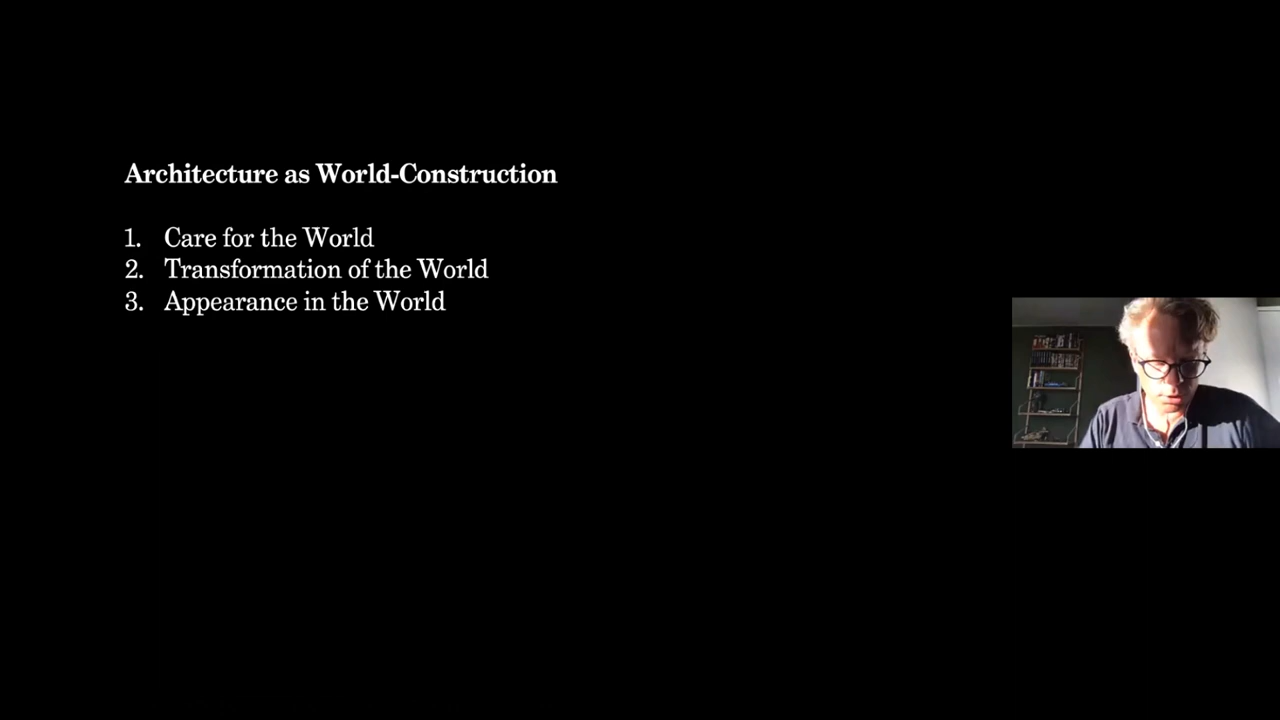 Architecture as World-Construction
1. Care for the World
2. Transformation of the World
3. Appearance in the World